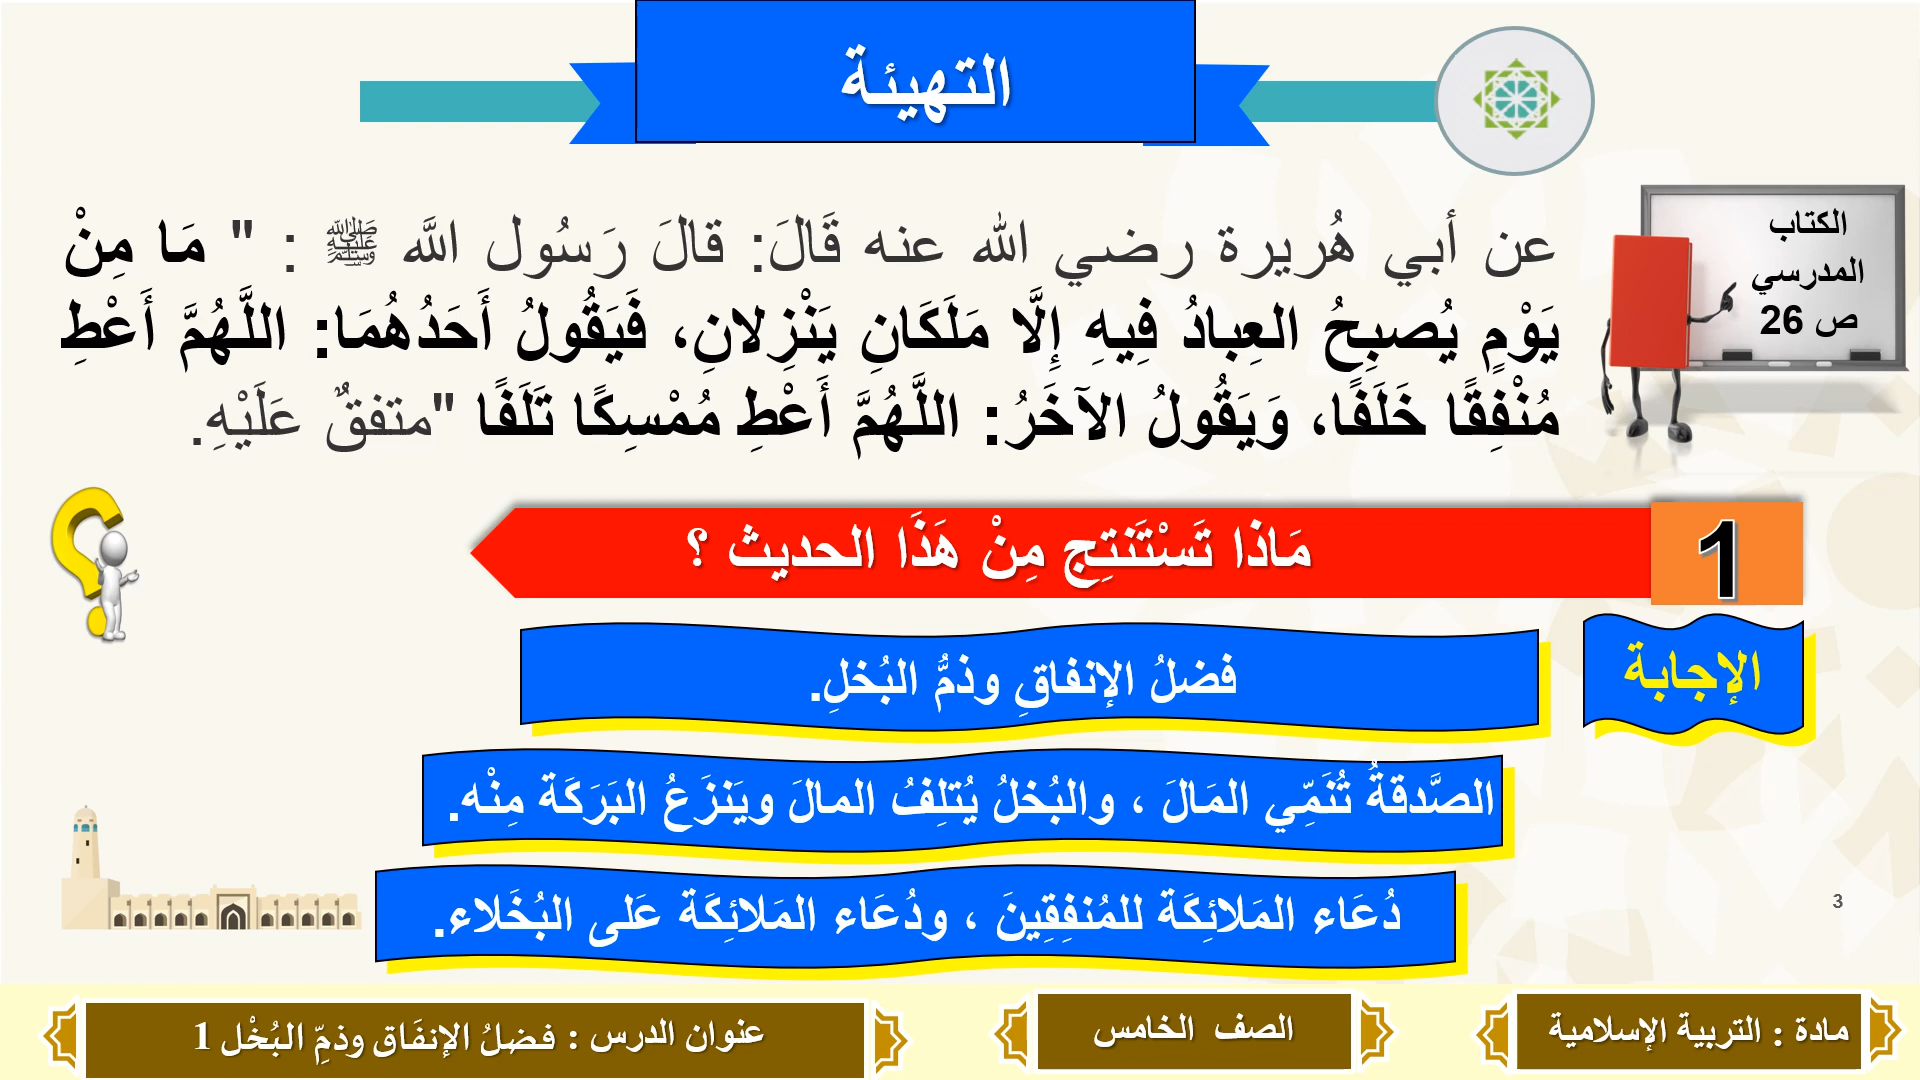 التهيئة
الكتاب
المدرسي
ص 26
عن أبي هُريرة رضي الله عنه قَالَ: قالَ رَسُول اللَّه ﷺ : " مَا مِنْ
يَوْمٍ يُصبِحُ العِبادُ فِيهِ إِلَّا مَلَكَانِ يَنْزِلانِ، فَيَقُولُ أَحَدُهُمَا: اللَّهُمَّ أَعْطِ
مُنْفِقًا خَلَفًا، وَيَقُولُ الآخَرُ: اللَّهُمَّ أَعْطِ مُمْسِكًا تَلَفًا "متفقٌ عَلَيْهِ.
1
مَاذا تَسْتَنتِج مِنْ هَذَا الحديث ؟
الإجابة
فضلُ الإنفاقِ وذمُّ البُخلِ.
الصَّدقةُ تُنَمِّي المَالَ ، والبُخلُ يُتلِفُ المالَ ويَنزَعُ البَرَكَة مِنْه.
دُعَاء المَلائِكَة للمُنفِقِينَ ، ودُعَاء المَلائِكَة عَلى البُخَلاء.
3
مادة : التربية الإسلامية
الصف الخامس
عنوان الدرس : فضلُ الإنفَاق وذمِّ البُخْل 1